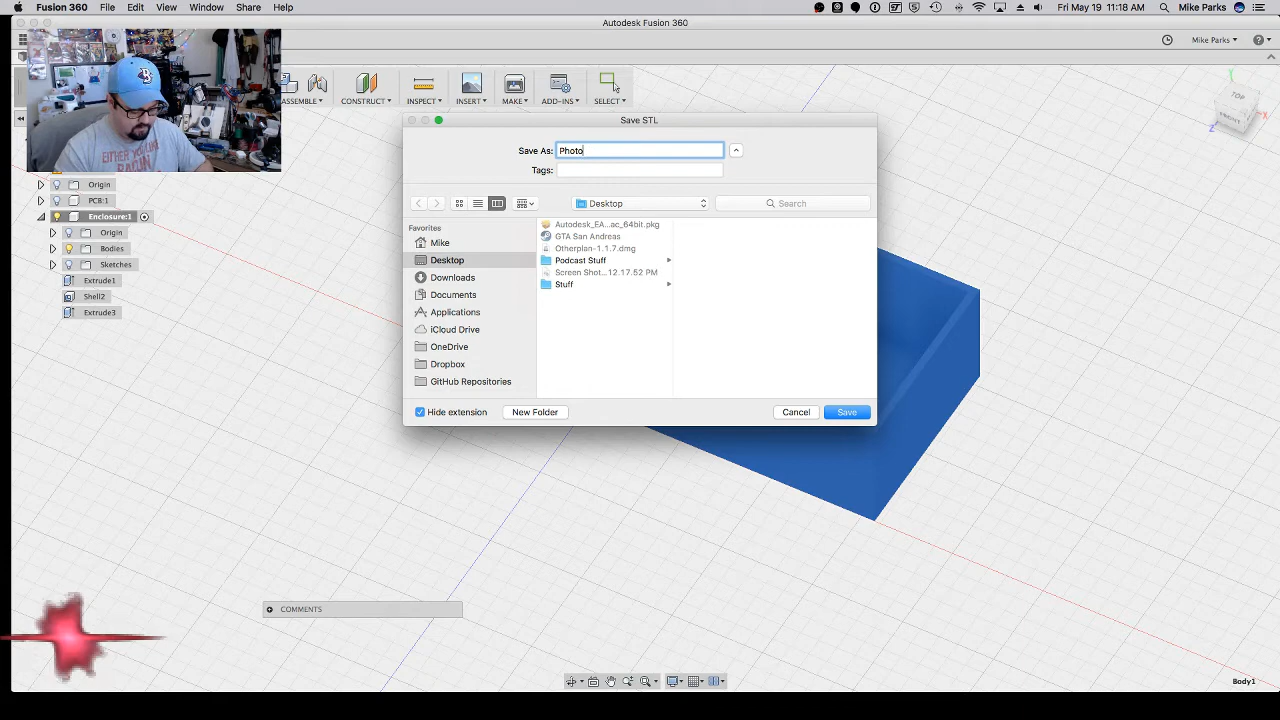 Fusion 360 File Edit View Window Share Help Fri May 19 11:18 AM Mike Parks
Autodesk Fusion 360
Mike Parks
ASSEMBLE CONSTRUCT INSPECT INSERT MAKE ADD-INS SELECT
TOP
FRONT
Y
X
Z
Save STL
Save As: Photo
Tags:
Desktop
Search
Favorites
Mike
Desktop
Downloads
Documents
Applications
iCloud Drive
OneDrive
Dropbox
GitHub Repositories
Autodesk_EA...ac_64bit.pkg
GTA San Andreas
Otherplan-1.1.7.dmg
Podcast Stuff
Screen Shot...12.17.52 PM
Stuff
Hide extension
New Folder
Cancel
Save
Origin
PCB:1
Enclosure:1
Origin
Bodies
Sketches
Extrude1
Shell2
Extrude3
COMMENTS
Body1